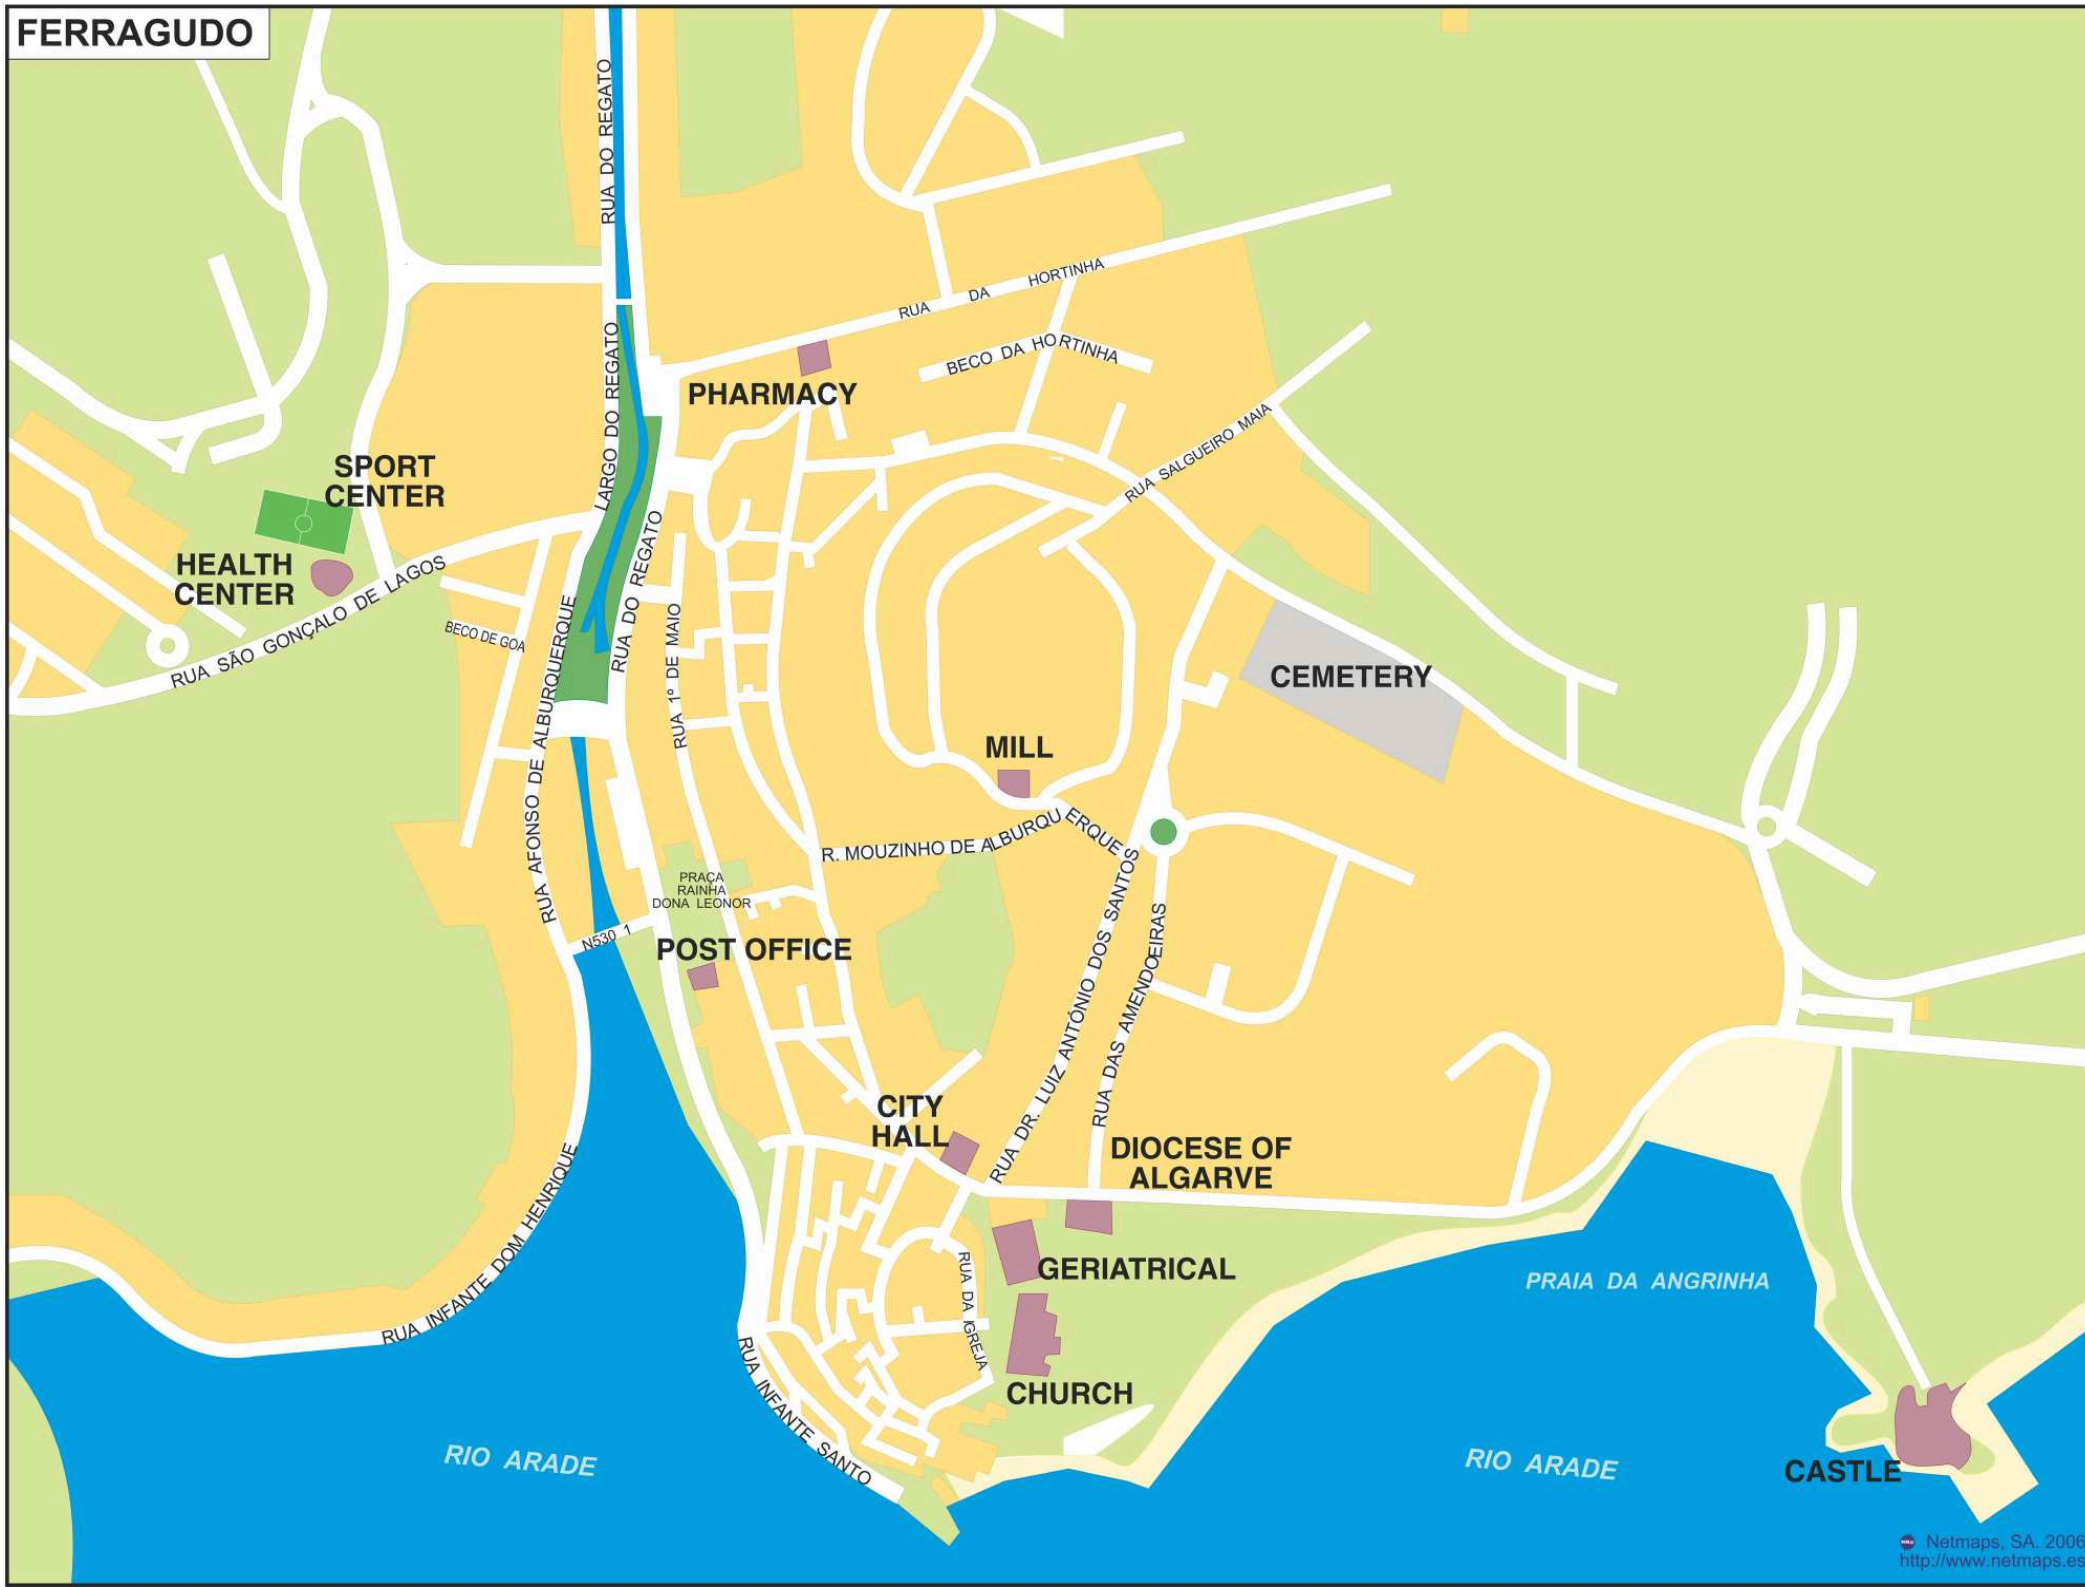 FERRAGUDO
RUA DO REGATO
RUA DA HORTINHA
BECO DA HORTINHA
PHARMACY
LARGO DO REGATO
RUA SALGUEIRO MAIA
SPORT
CENTER
HEALTH
CENTER
RUA SÃO GONÇALO DE LAGOS
BECO DE GOA
RUA DO REGATO
RUA 1º DE MAIO
RUA AFONSO DE ALBURQUERQUE
CEMETERY
MILL
R. MOUZINHO DE ALBURQUERQUE
PRAÇA
RAINHA
DONA LEONOR
N530 1
POST OFFICE
RUA DR. LUIZ ANTÓNIO DOS SANTOS
RUA DAS AMENDOEIRAS
CITY
HALL
DIOCESE OF
ALGARVE
RUA INFANTE DOM HENRIQUE
GERIATRICAL
RUA DA IGREJA
PRAIA DA ANGRINHA
CHURCH
RUA INFANTE SANTO
RIO ARADE
RIO ARADE
CASTLE
Netmaps, SA. 2006
http://www.netmaps.es